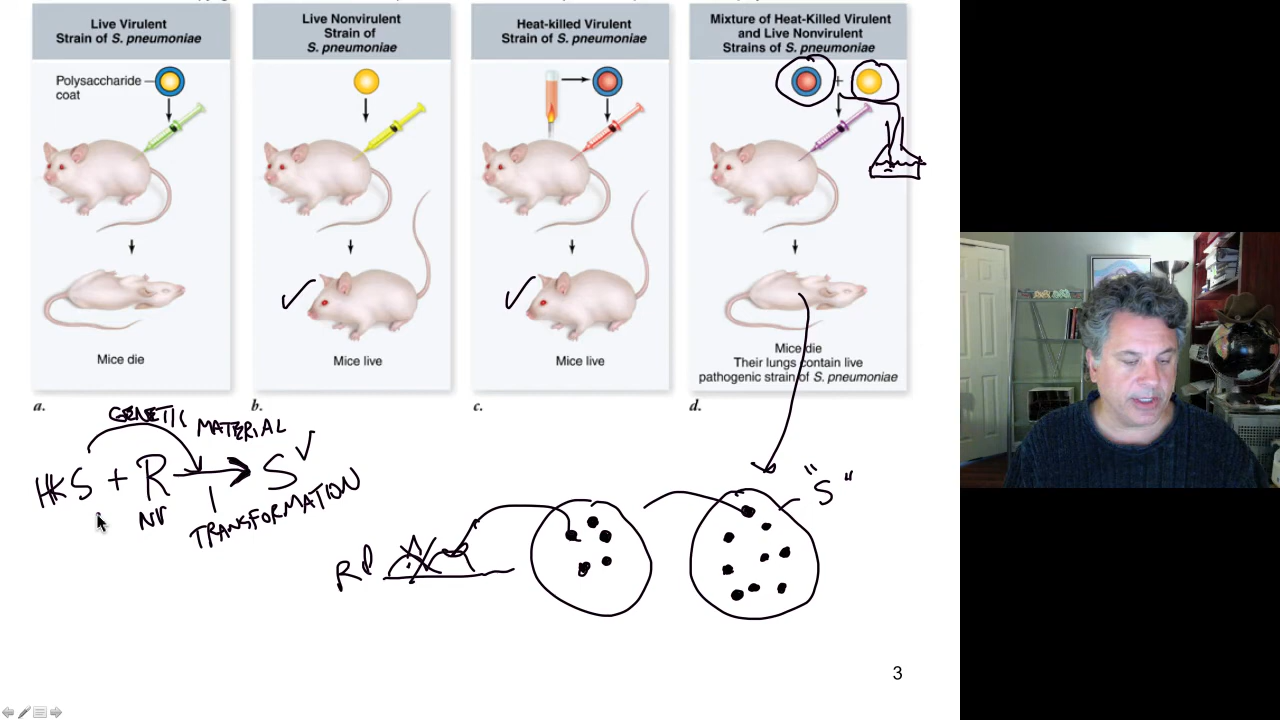 Live Virulent
Strain of S. pneumoniae
Live Nonvirulent
Strain of
S. pneumoniae
Heat-killed Virulent
Strain of S. pneumoniae
Mixture of Heat-Killed Virulent
and Live Nonvirulent
Strains of S. pneumoniae
Polysaccharide
coat
+
Mice die
Mice live
Mice live
Mice die
Their lungs contain live
pathogenic strain of S. pneumoniae
a.
b.
c.
d.
GENETIC
MATERIAL
HKS + R → S ✓
NV
TRANSFORMATION
"S"
3